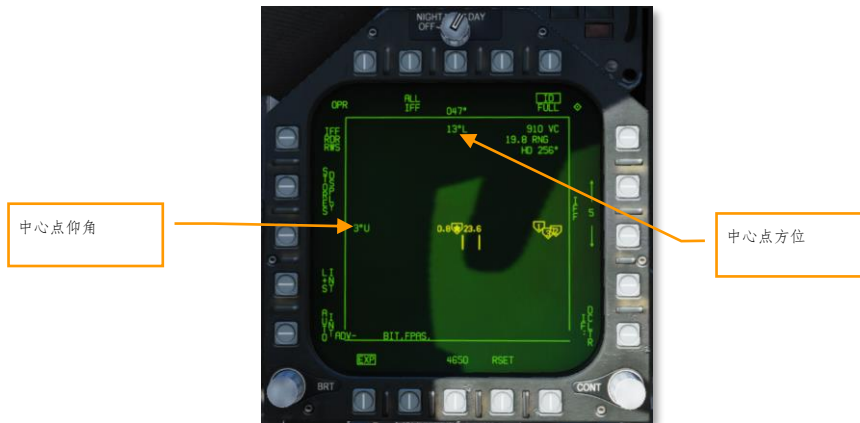 NIGHT DAY
OFF
OPR
ALL
IFF
047°
ID
FULL
13°L
910 VC
19.8 RNG
HD 256°
IFF
RDR
RWS
中心点仰角
3°U
0.8
23.6
S
中心点方位
ADV-
BIT,FPAS,
EXP
46SO
RSET
BRT
CONT